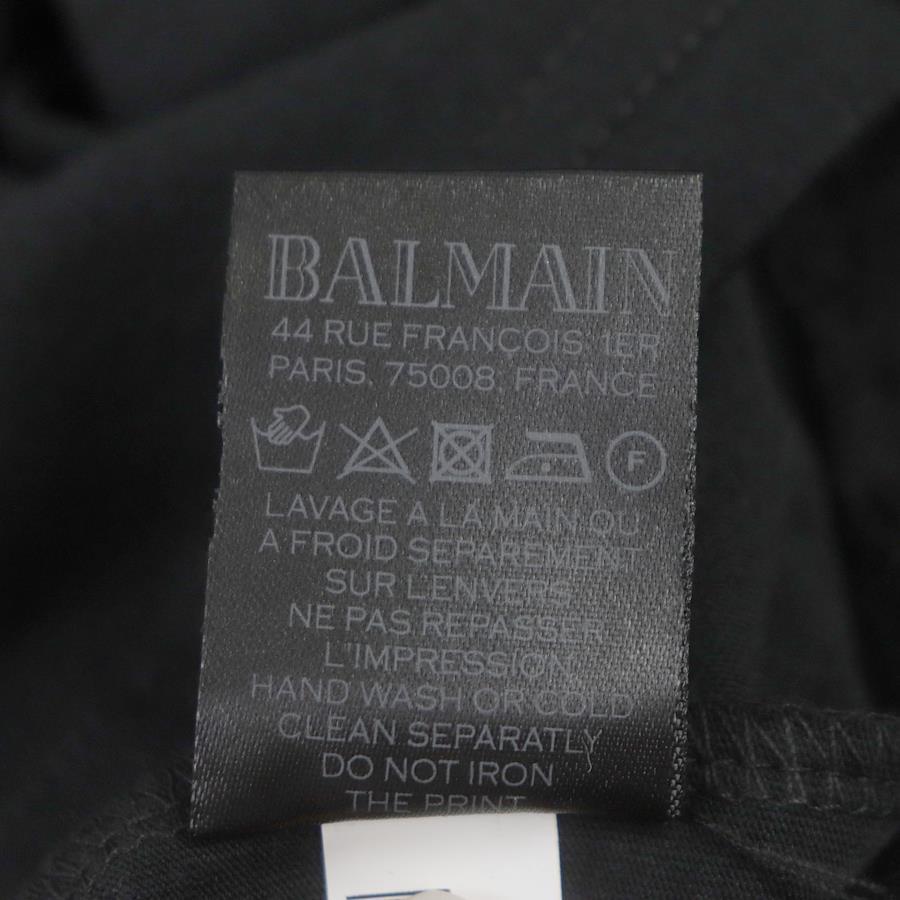 BALMAIN
44 RUE FRANÇOIS 1ER
PARIS. 75008. FRANCE
F
LAVAGE A LA MAIN OU
A FROID SEPAREMENT
SUR L'ENVERS
NE PAS REPASSER
L'IMPRESSION
HAND WASH OR COLD
CLEAN SEPARATLY
DO NOT IRON
THE PRINT